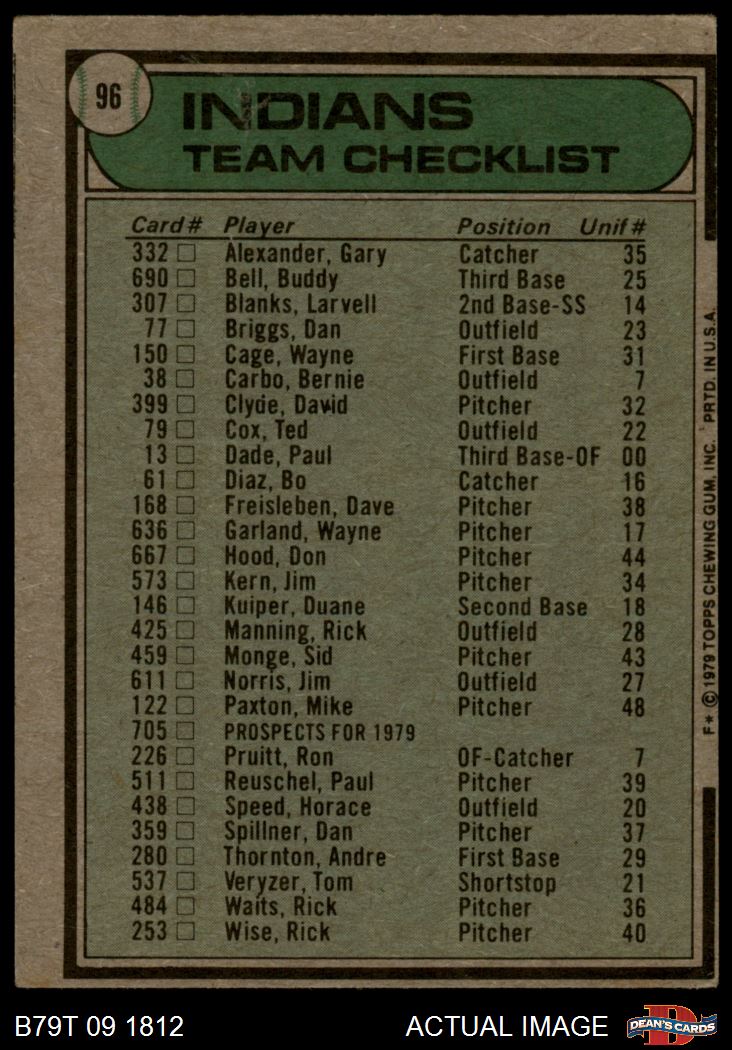 96
INDIANS
TEAM CHECKLIST
Card# Player Position Unif#
332 Alexander, Gary Catcher 35
690 Bell, Buddy Third Base 25
307 Blanks, Larvell 2nd Base-SS 14
77 Briggs, Dan Outfield 23
150 Cage, Wayne First Base 31
38 Carbo, Bernie Outfield 7
399 Clyde, David Pitcher 32
79 Cox, Ted Outfield 22
13 Dade, Paul Third Base-OF 00
61 Diaz, Bo Catcher 16
168 Freisleben, Dave Pitcher 38
636 Garland, Wayne Pitcher 17
667 Hood, Don Pitcher 44
573 Kern, Jim Pitcher 34
146 Kuiper, Duane Second Base 18
425 Manning, Rick Outfield 28
459 Monge, Sid Pitcher 43
611 Norris, Jim Outfield 27
122 Paxton, Mike Pitcher 48
705 PROSPECTS FOR 1979
226 Pruitt, Ron OF-Catcher 7
511 Reuschel, Paul Pitcher 39
438 Speed, Horace Outfield 20
359 Spillner, Dan Pitcher 37
280 Thornton, Andre First Base 29
537 Veryzer, Tom Shortstop 21
484 Waits, Rick Pitcher 36
253 Wise, Rick Pitcher 40
F* © 1979 TOPPS CHEWING GUM, INC. PRTD. IN U.S.A.
B79T 09 1812 ACTUAL IMAGE
D
DEAN'S CARDS